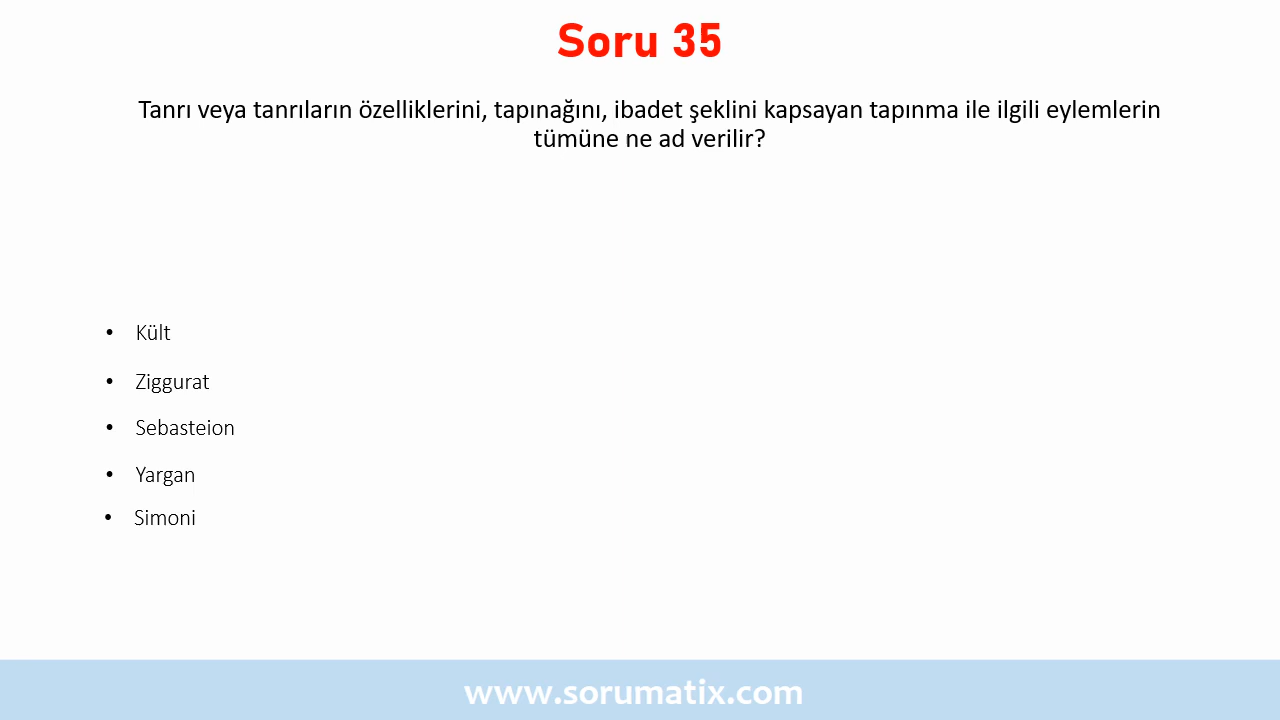 Soru 35
Tanrı veya tanrıların özelliklerini, tapınağını, ibadet şeklini kapsayan tapınma ile ilgili eylemlerin
tümüne ne ad verilir?
• Kült
• Ziggurat
• Sebasteion
• Yargan
• Simoni
www.sorumatix.com